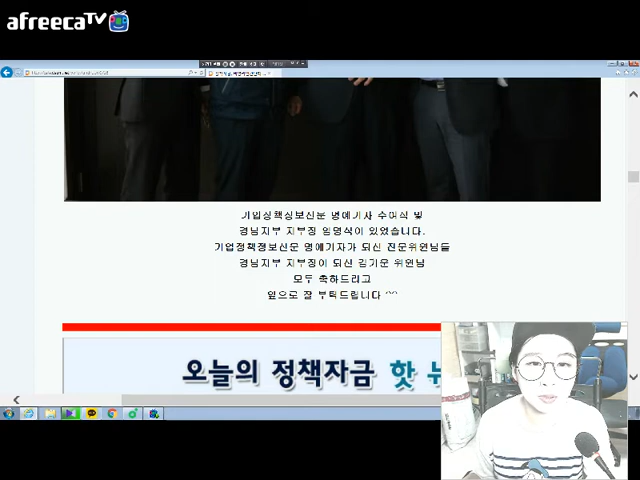 afreecaTV
기업정책정보신문 명예기자 수여식 및
경남지부 지부장 임명식이 있었습니다.
기업정책정보신문 명예기자가 되신 전문위원님들
경남지부 지부장이 되신 김기운 위원님
모두 축하드리고
앞으로 잘 부탁드립니다 ^^
오늘의 정책자금 핫